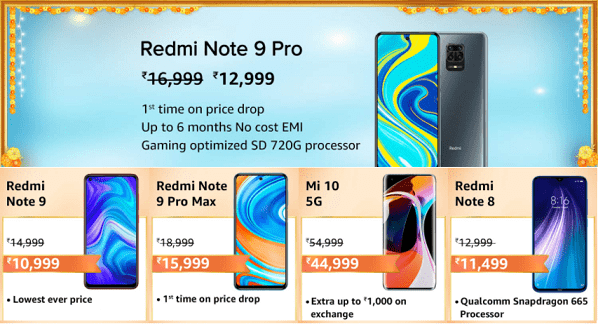 Redmi Note 9 Pro
₹16,999 ₹12,999
1st time on price drop
Up to 6 months No cost EMI
Gaming optimized SD 720G processor
Redmi
Redmi
Note 9
₹14,999
₹10,999
• Lowest ever price
Redmi Note
9 Pro Max
₹18,999
₹15,999
• 1st time on price drop
Mi 10
5G
₹54,999
₹44,999
• Extra up to ₹1,000 on
exchange
Redmi
Note 8
8:16
₹12,999
₹11,499
• Qualcomm Snapdragon 665
Processor